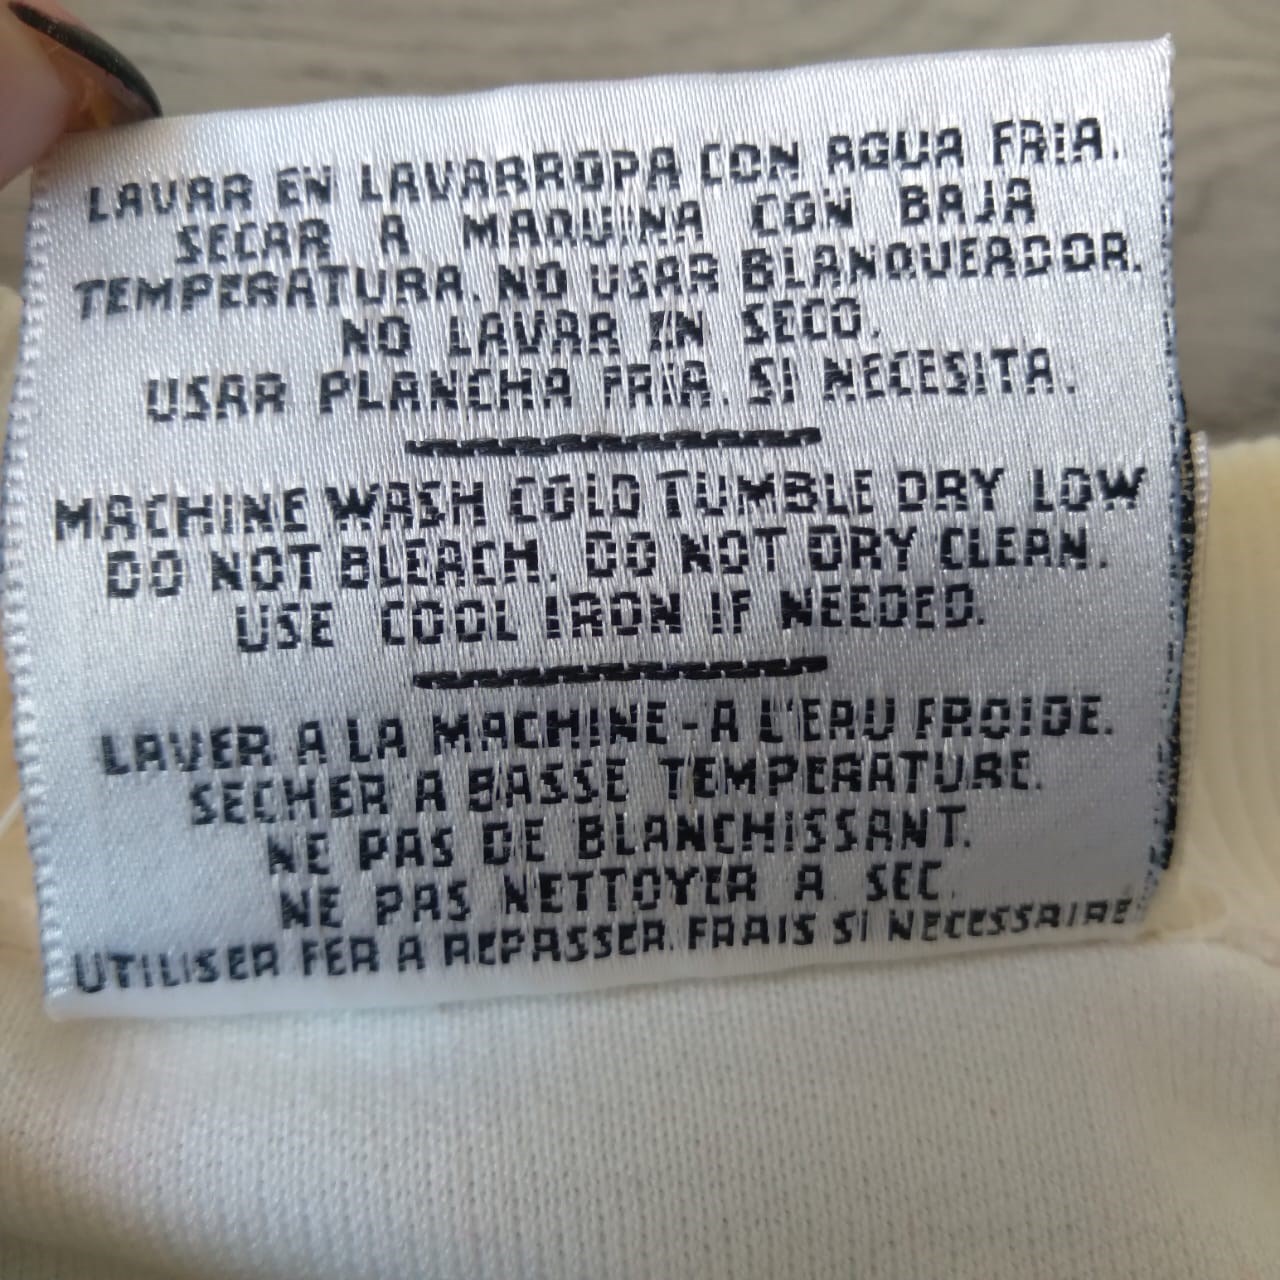 LAVAR EN LAVARROPA CON AGUA FRIA.
SECAR A MAQUINA CON BAJA
TEMPERATURA. NO USAR BLANQUEADOR.
NO LAVAR EN SECO.
USAR PLANCHA FRIA. SI NECESITA.
MACHINE WASH COLD TUMBLE DRY LOW
DO NOT BLEACH. DO NOT DRY CLEAN.
USE COOL IRON IF NEEDED.
LAVER A LA MACHINE - A L'EAU FROIDE.
SECHER A BASSE TEMPERATURE.
NE PAS DE BLANCHISSANT.
NE PAS NETTOYER A SEC.
UTILISER FER A REPASSER. FRAIS SI NECESSAIRE.